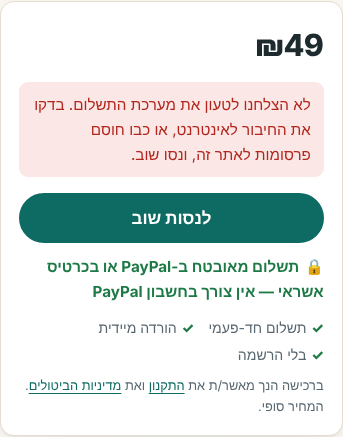 ₪49
לא הצלחנו לטעון את מערכת התשלום. בדקו
את החיבור לאינטרנט, או כבו חוסם
פרסומות לאתר זה, ונסו שוב.
לנסות שוב
🔒 תשלום מאובטח ב-PayPal או בכרטיס
אשראי — אין צורך בחשבון PayPal
✔ תשלום חד-פעמי ✔ הורדה מיידית
✔ בלי הרשמה
ברכישה הנך מאשר/ת את התקנון ואת מדיניות הביטולים.
המחיר סופי.